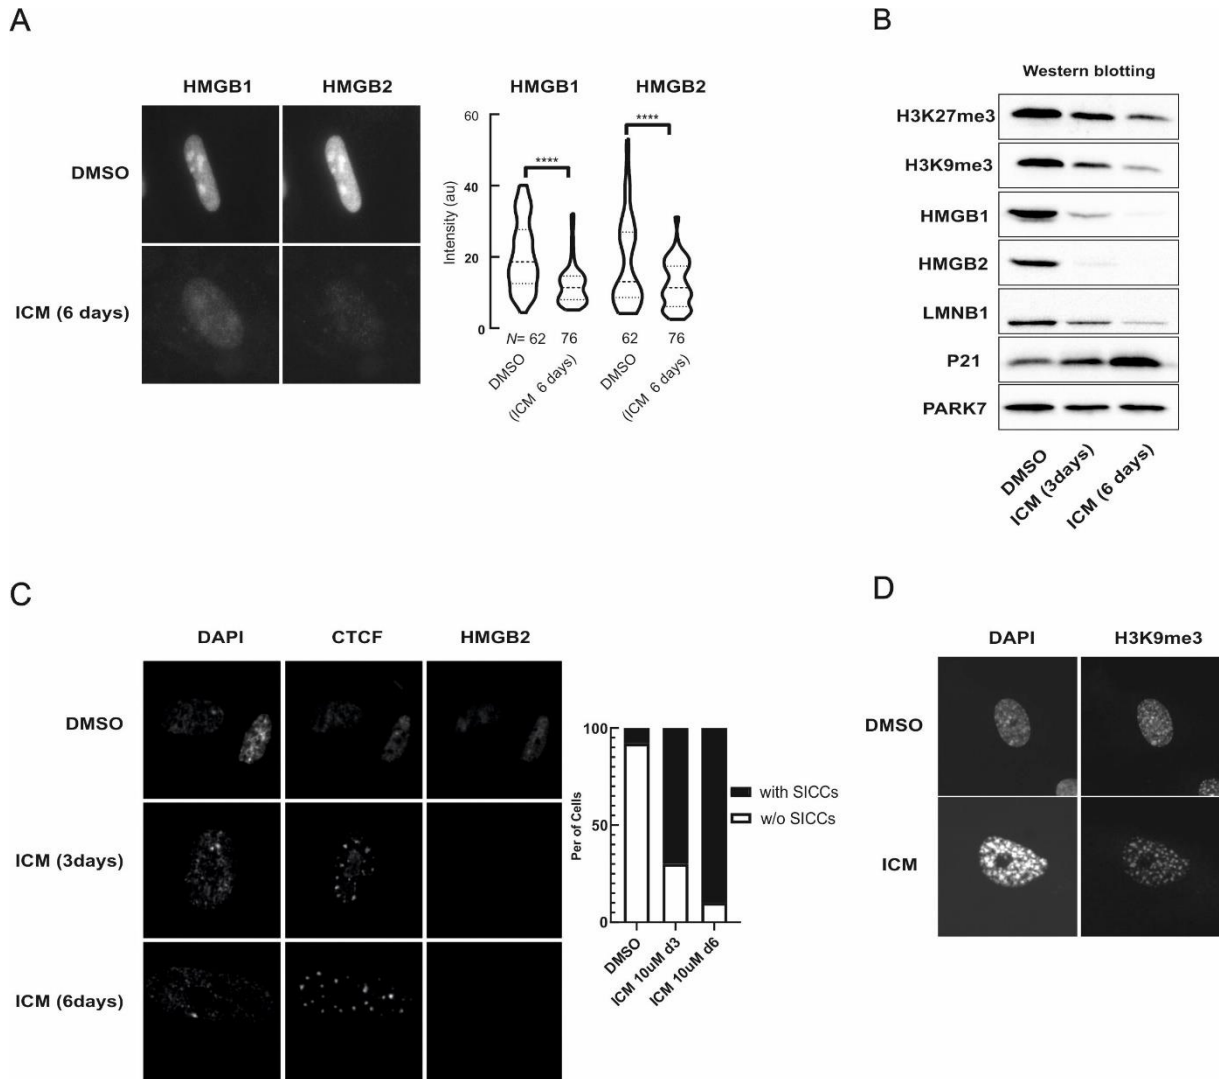 A
HMGB1 HMGB2
DMSO
ICM (6 days)
HMGB1 HMGB2
60
40
20
0
Intensity (au)
**** ****
N= 62 76 62 76
DMSO (ICM 6 days) DMSO (ICM 6 days)
B
Western blotting
H3K27me3
H3K9me3
HMGB1
HMGB2
LMNB1
P21
PARK7
DMSO ICM (3days) ICM (6 days)
C
DAPI CTCF HMGB2
DMSO
ICM (3days)
ICM (6days)
100
50
0
Per of Cells
with SICCs
w/o SICCs
DMSO ICM 10uM d3 ICM 10uM d6
D
DAPI H3K9me3
DMSO
ICM